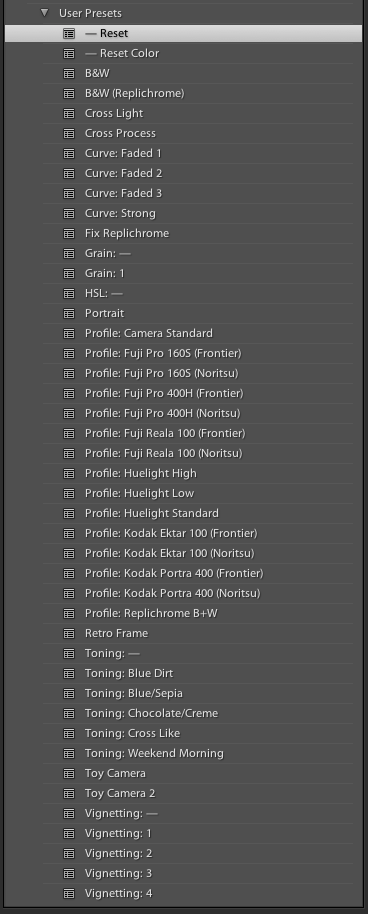 User Presets
— Reset
— Reset Color
B&W
B&W (Replichrome)
Cross Light
Cross Process
Curve: Faded 1
Curve: Faded 2
Curve: Faded 3
Curve: Strong
Fix Replichrome
Grain: —
Grain: 1
HSL: —
Portrait
Profile: Camera Standard
Profile: Fuji Pro 160S (Frontier)
Profile: Fuji Pro 160S (Noritsu)
Profile: Fuji Pro 400H (Frontier)
Profile: Fuji Pro 400H (Noritsu)
Profile: Fuji Reala 100 (Frontier)
Profile: Fuji Reala 100 (Noritsu)
Profile: Huelight High
Profile: Huelight Low
Profile: Huelight Standard
Profile: Kodak Ektar 100 (Frontier)
Profile: Kodak Ektar 100 (Noritsu)
Profile: Kodak Portra 400 (Frontier)
Profile: Kodak Portra 400 (Noritsu)
Profile: Replichrome B+W
Retro Frame
Toning: —
Toning: Blue Dirt
Toning: Blue/Sepia
Toning: Chocolate/Creme
Toning: Cross Like
Toning: Weekend Morning
Toy Camera
Toy Camera 2
Vignetting: —
Vignetting: 1
Vignetting: 2
Vignetting: 3
Vignetting: 4